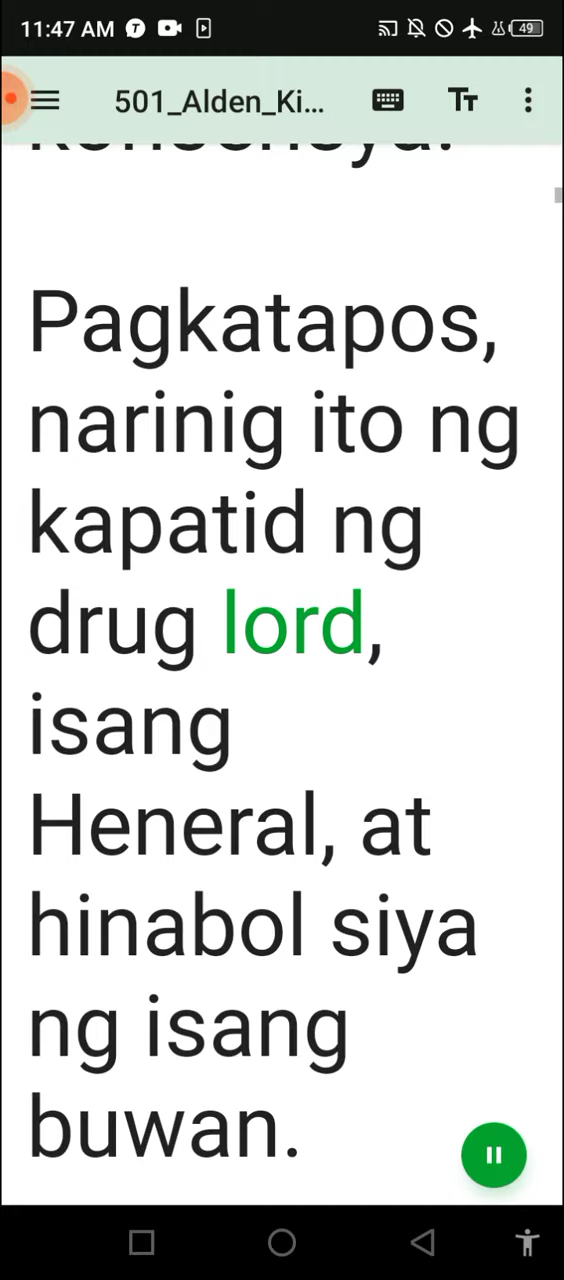 11:47 AM
49
501_Alden_Ki...
Pagkatapos,
narinig ito ng
kapatid ng
drug lord,
isang
Heneral, at
hinabol siya
ng isang
buwan.